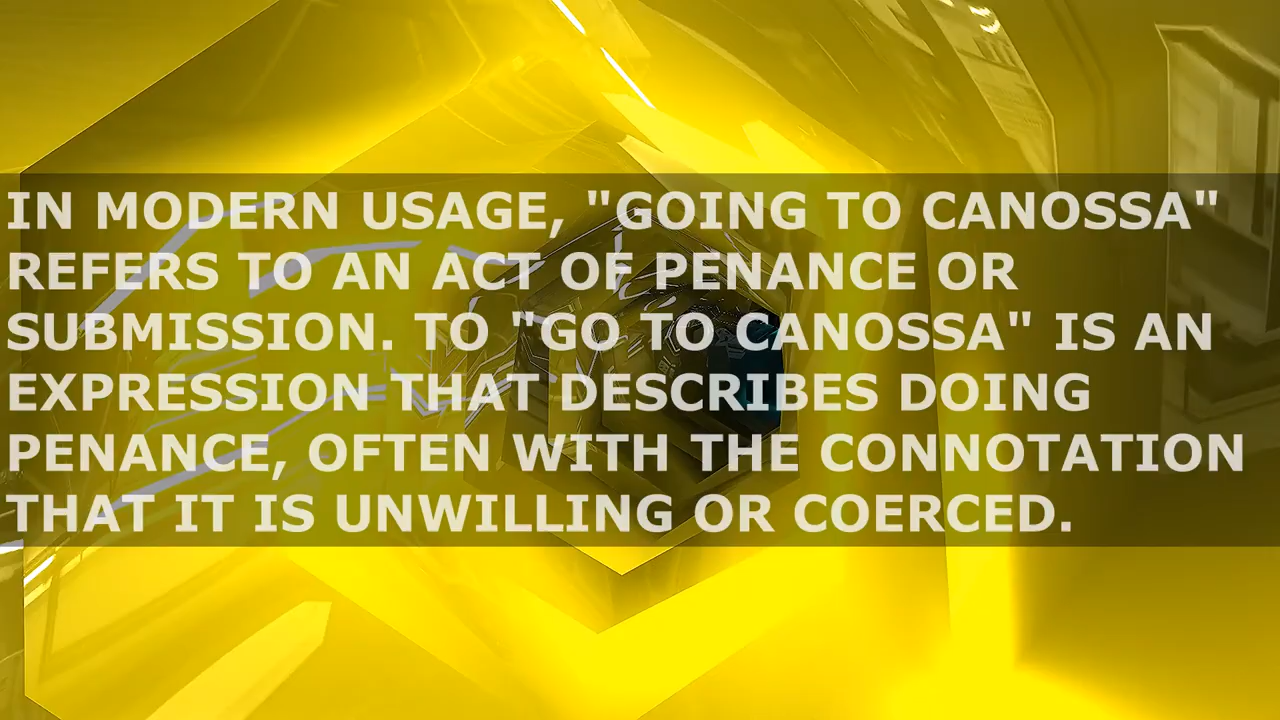 IN MODERN USAGE, "GOING TO CANOSSA"
REFERS TO AN ACT OF PENANCE OR
SUBMISSION. TO "GO TO CANOSSA" IS AN
EXPRESSION THAT DESCRIBES DOING
PENANCE, OFTEN WITH THE CONNOTATION
THAT IT IS UNWILLING OR COERCED.